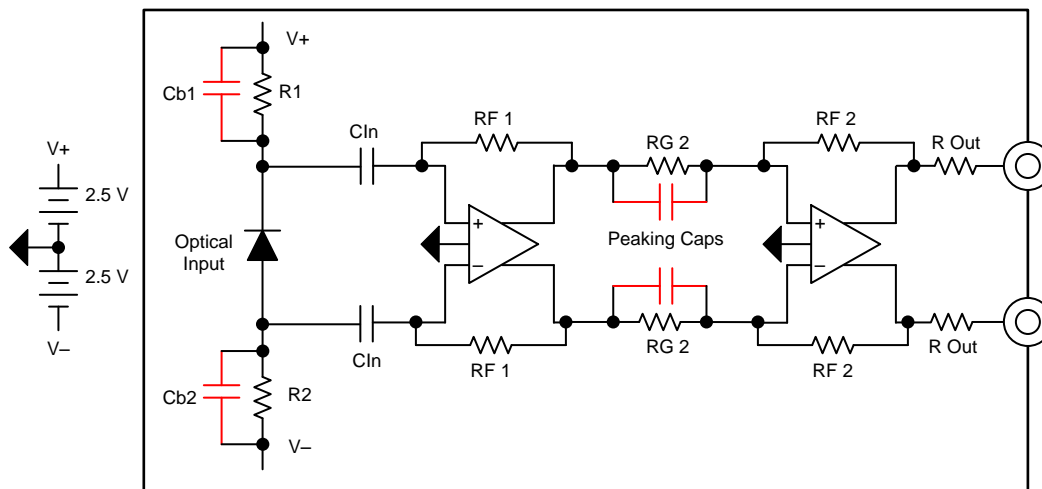 V+
Cb1
R1
CIn
RF 1
RG 2
RF 2
R Out
V+
2.5 V
2.5 V
V–
Optical
Input
+
–
Peaking Caps
+
–
CIn
RF 1
RG 2
RF 2
R Out
Cb2
R2
V–